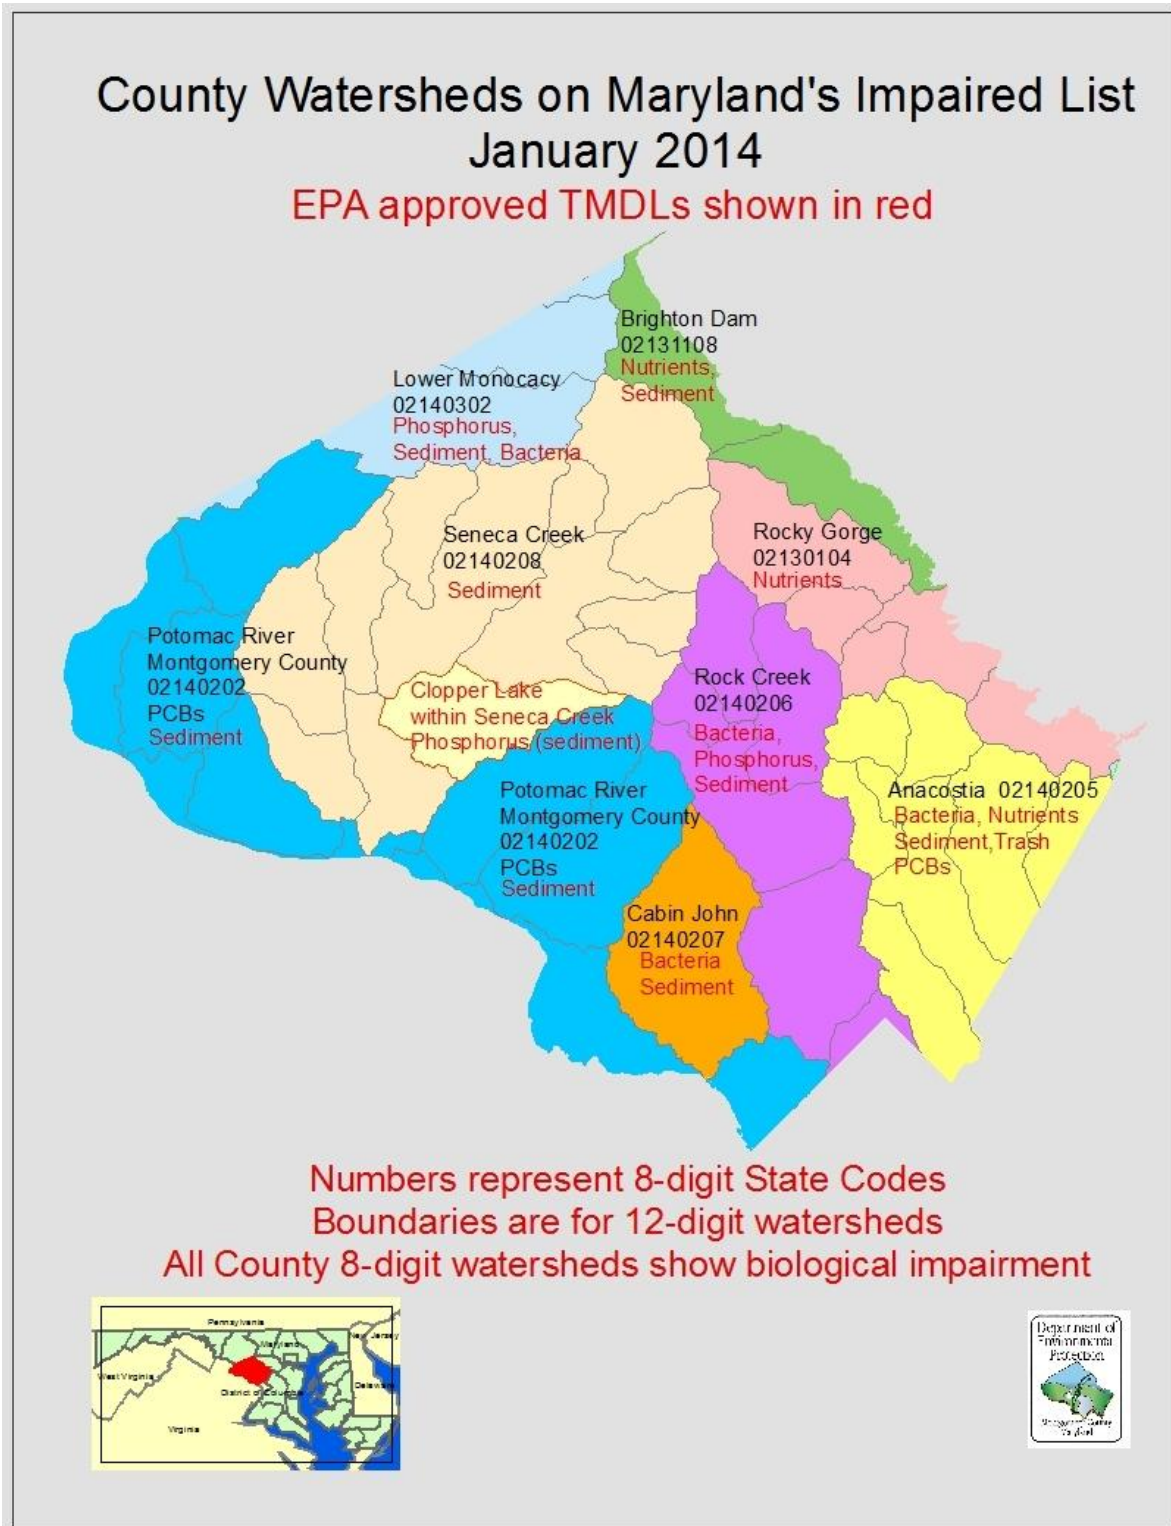 County Watersheds on Maryland's Impaired List
January 2014
EPA approved TMDLs shown in red
Brighton Dam
02131108
Nutrients,
Sediment
Lower Monocacy
02140302
Phosphorus,
Sediment, Bacteria
Seneca Creek
02140208
Sediment
Rocky Gorge
02130104
Nutrients
Potomac River
Montgomery County
02140202
PCBs
Sediment
Clopper Lake
within Seneca Creek
Phosphorus (sediment)
Rock Creek
02140206
Bacteria,
Phosphorus,
Sediment
Potomac River
Montgomery County
02140202
PCBs
Sediment
Anacostia 02140205
Bacteria, Nutrients
Sediment,Trash
PCBs
Cabin John
02140207
Bacteria
Sediment
Numbers represent 8-digit State Codes
Boundaries are for 12-digit watersheds
All County 8-digit watersheds show biological impairment
Pennsylvania
New Jersey
Maryland
West Virginia
District of Columbia
Delaware
Virginia
Department of
Environmental
Protection
Montgomery County
Maryland